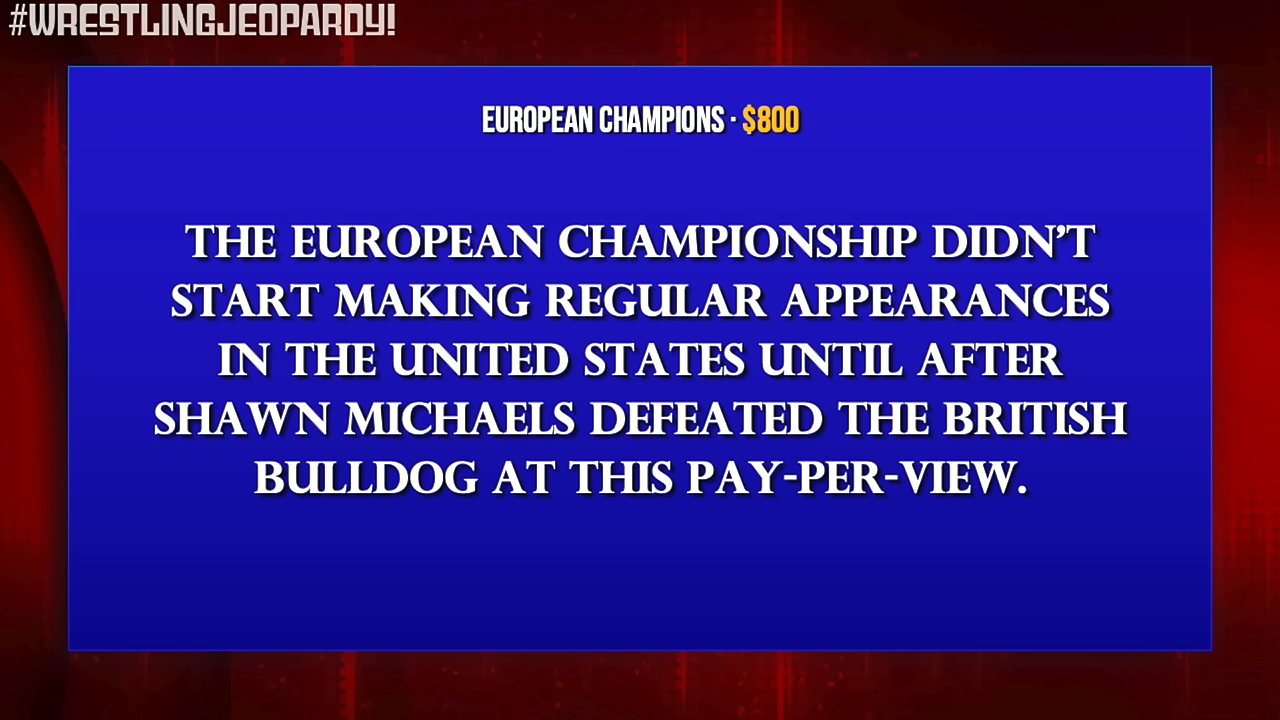 #WRESTLINGJEOPARDY!
EUROPEAN CHAMPIONS · $800
THE EUROPEAN CHAMPIONSHIP DIDN'T
START MAKING REGULAR APPEARANCES
IN THE UNITED STATES UNTIL AFTER
SHAWN MICHAELS DEFEATED THE BRITISH
BULLDOG AT THIS PAY-PER-VIEW.